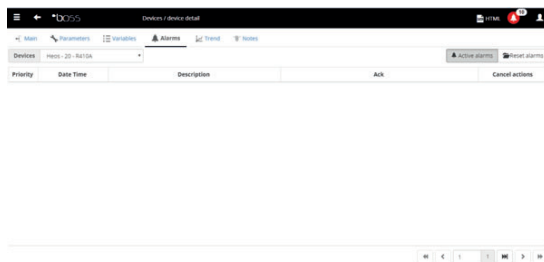 boss Devices / device detail HTML 10
Main Parameters Variables Alarms Trend Notes
Devices Heos - 20 - R410A Active alarms Reset alarms
Priority Date Time Description Ack Cancel actions
1 1